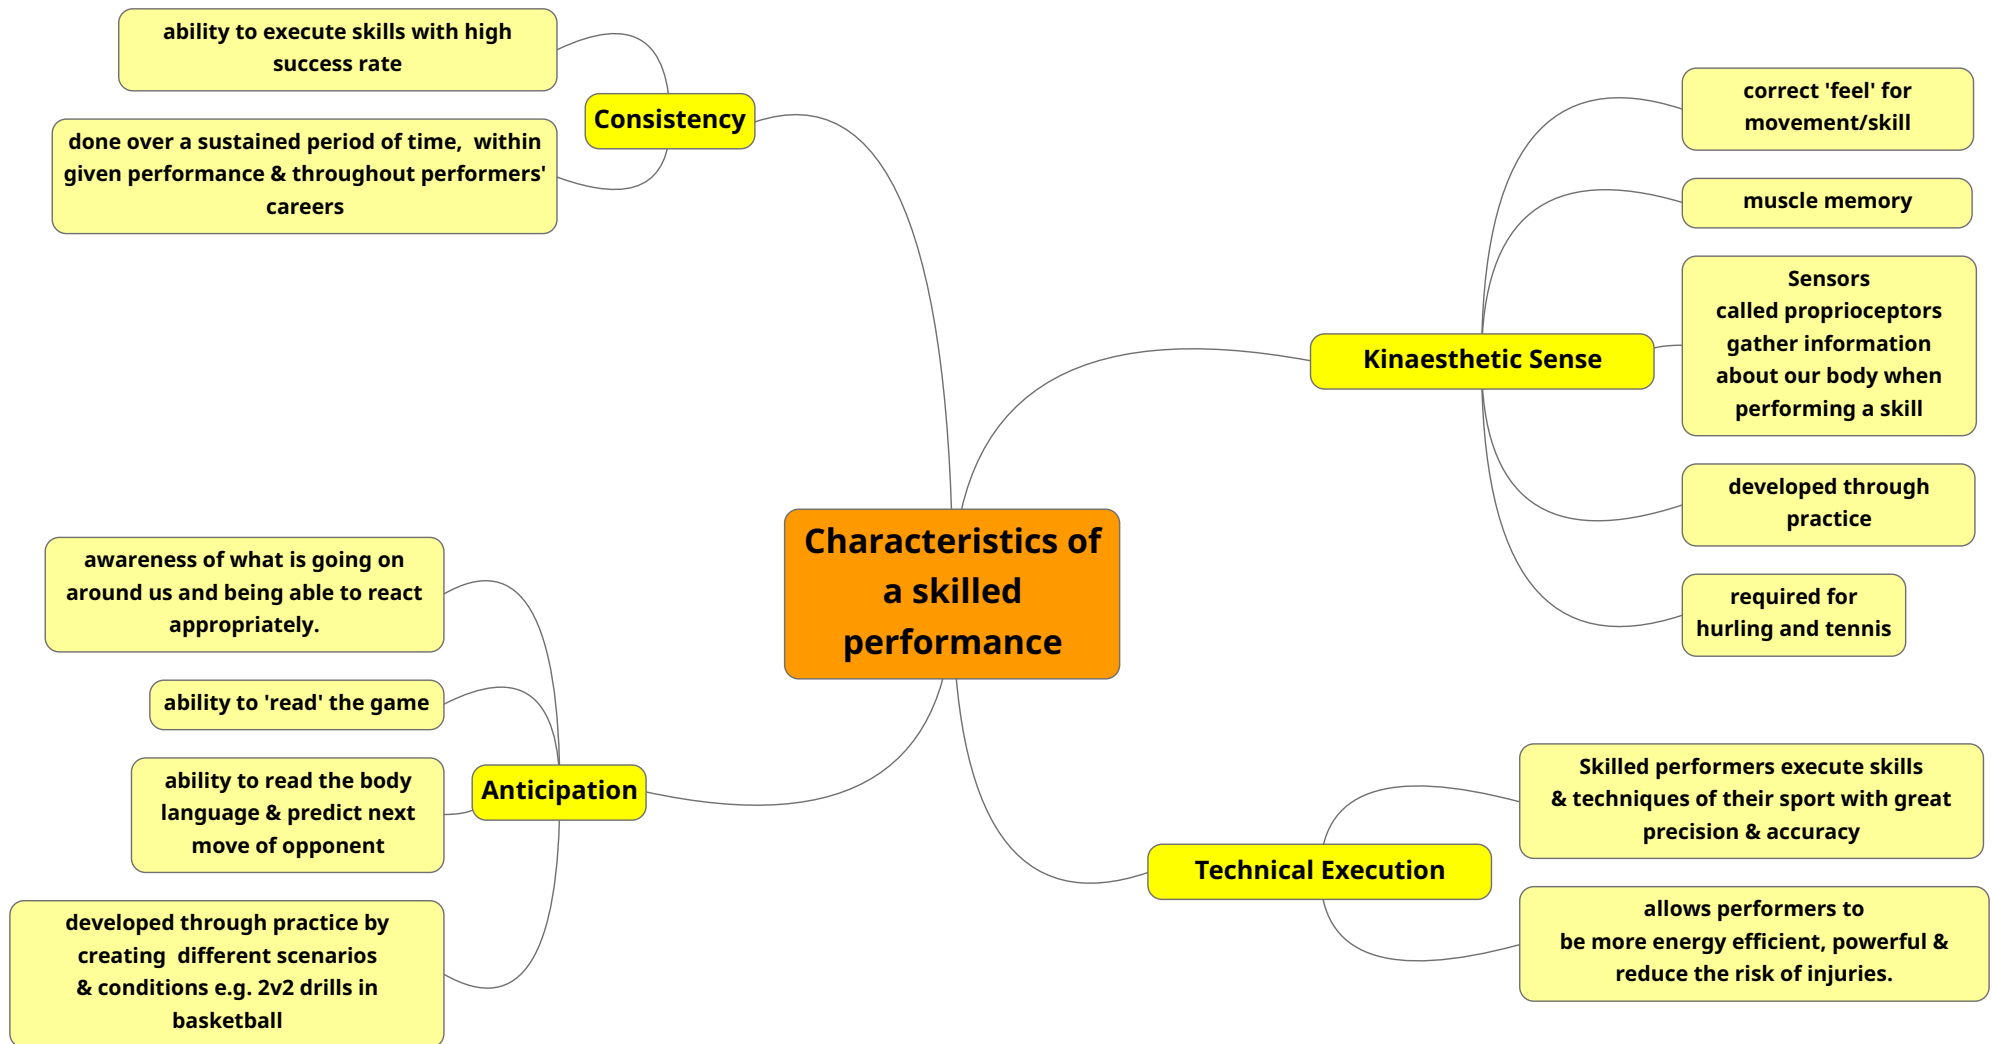 Characteristics of
a skilled
performance
Consistency
ability to execute skills with high
success rate
done over a sustained period of time,  within
given performance & throughout performers'
careers
Kinaesthetic Sense
correct 'feel' for
movement/skill
muscle memory
Sensors
called proprioceptors
gather information
about our body when
performing a skill
developed through
practice
required for
hurling and tennis
Anticipation
awareness of what is going on
around us and being able to react
appropriately.
ability to 'read' the game
ability to read the body
language & predict next
move of opponent
developed through practice by
creating  different scenarios
& conditions e.g. 2v2 drills in
basketball
Technical Execution
Skilled performers execute skills
& techniques of their sport with great
precision & accuracy
allows performers to
be more energy efficient, powerful &
reduce the risk of injuries.